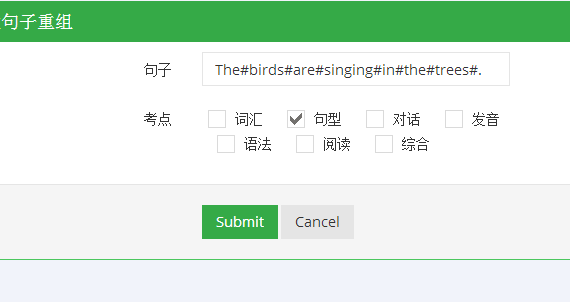 句子重组
句子 The#birds#are#singing#in#the#trees#.
考点 词汇 句型 对话 发音
语法 阅读 综合
Submit Cancel